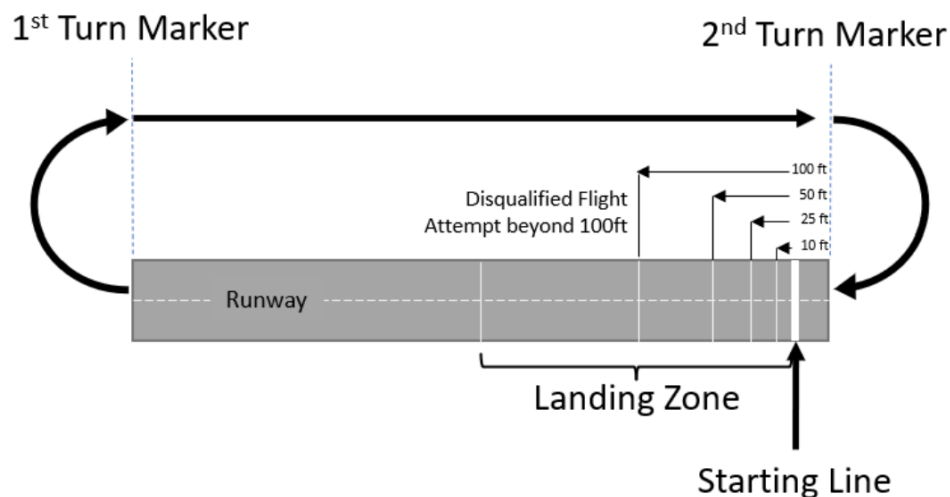 1st Turn Marker
2nd Turn Marker
100 ft
Disqualified Flight
50 ft
Attempt beyond 100ft
25 ft
10 ft
Runway
Landing Zone
Starting Line